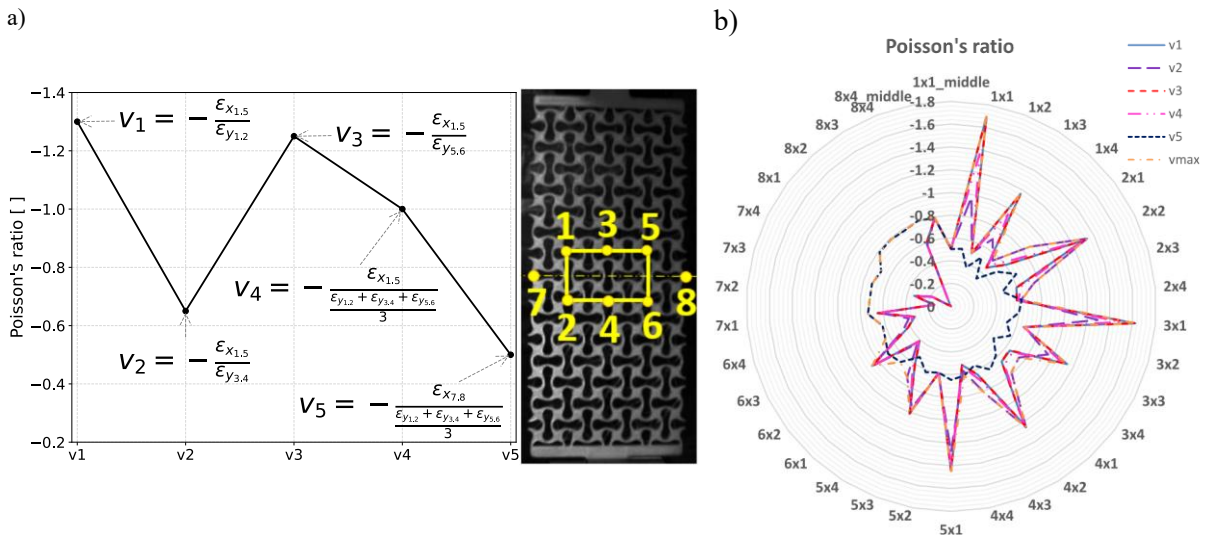 a)
−1.4
−1.2
−1.0
−0.8
−0.6
−0.4
−0.2
Poisson's ratio [ ]
v1
v2
v3
v4
v5
v₁ = − εx₁.₅ / εy₁.₂
v₂ = − εx₁.₅ / εy₃.₄
v₃ = − εx₁.₅ / εy₅.₆
v₄ = − εx₁.₅ / ((εy₁.₂ + εy₃.₄ + εy₅.₆) / 3)
v₅ = − εx₇.₈ / ((εy₁.₂ + εy₃.₄ + εy₅.₆) / 3)
1 3 5
7 8
2 4 6
b)
Poisson's ratio
v1
v2
v3
v4
v5
vmax
1x1_middle
1x1
1x2
1x3
1x4
2x1
2x2
2x3
2x4
3x1
3x2
3x3
3x4
4x1
4x2
4x3
4x4
5x1
5x2
5x3
5x4
6x1
6x2
6x3
6x4
7x1
7x2
7x3
7x4
8x1
8x2
8x3
8x4
8x4_middle
-1.8
-1.6
-1.4
-1.2
-1
-0.8
-0.6
-0.4
-0.2
0